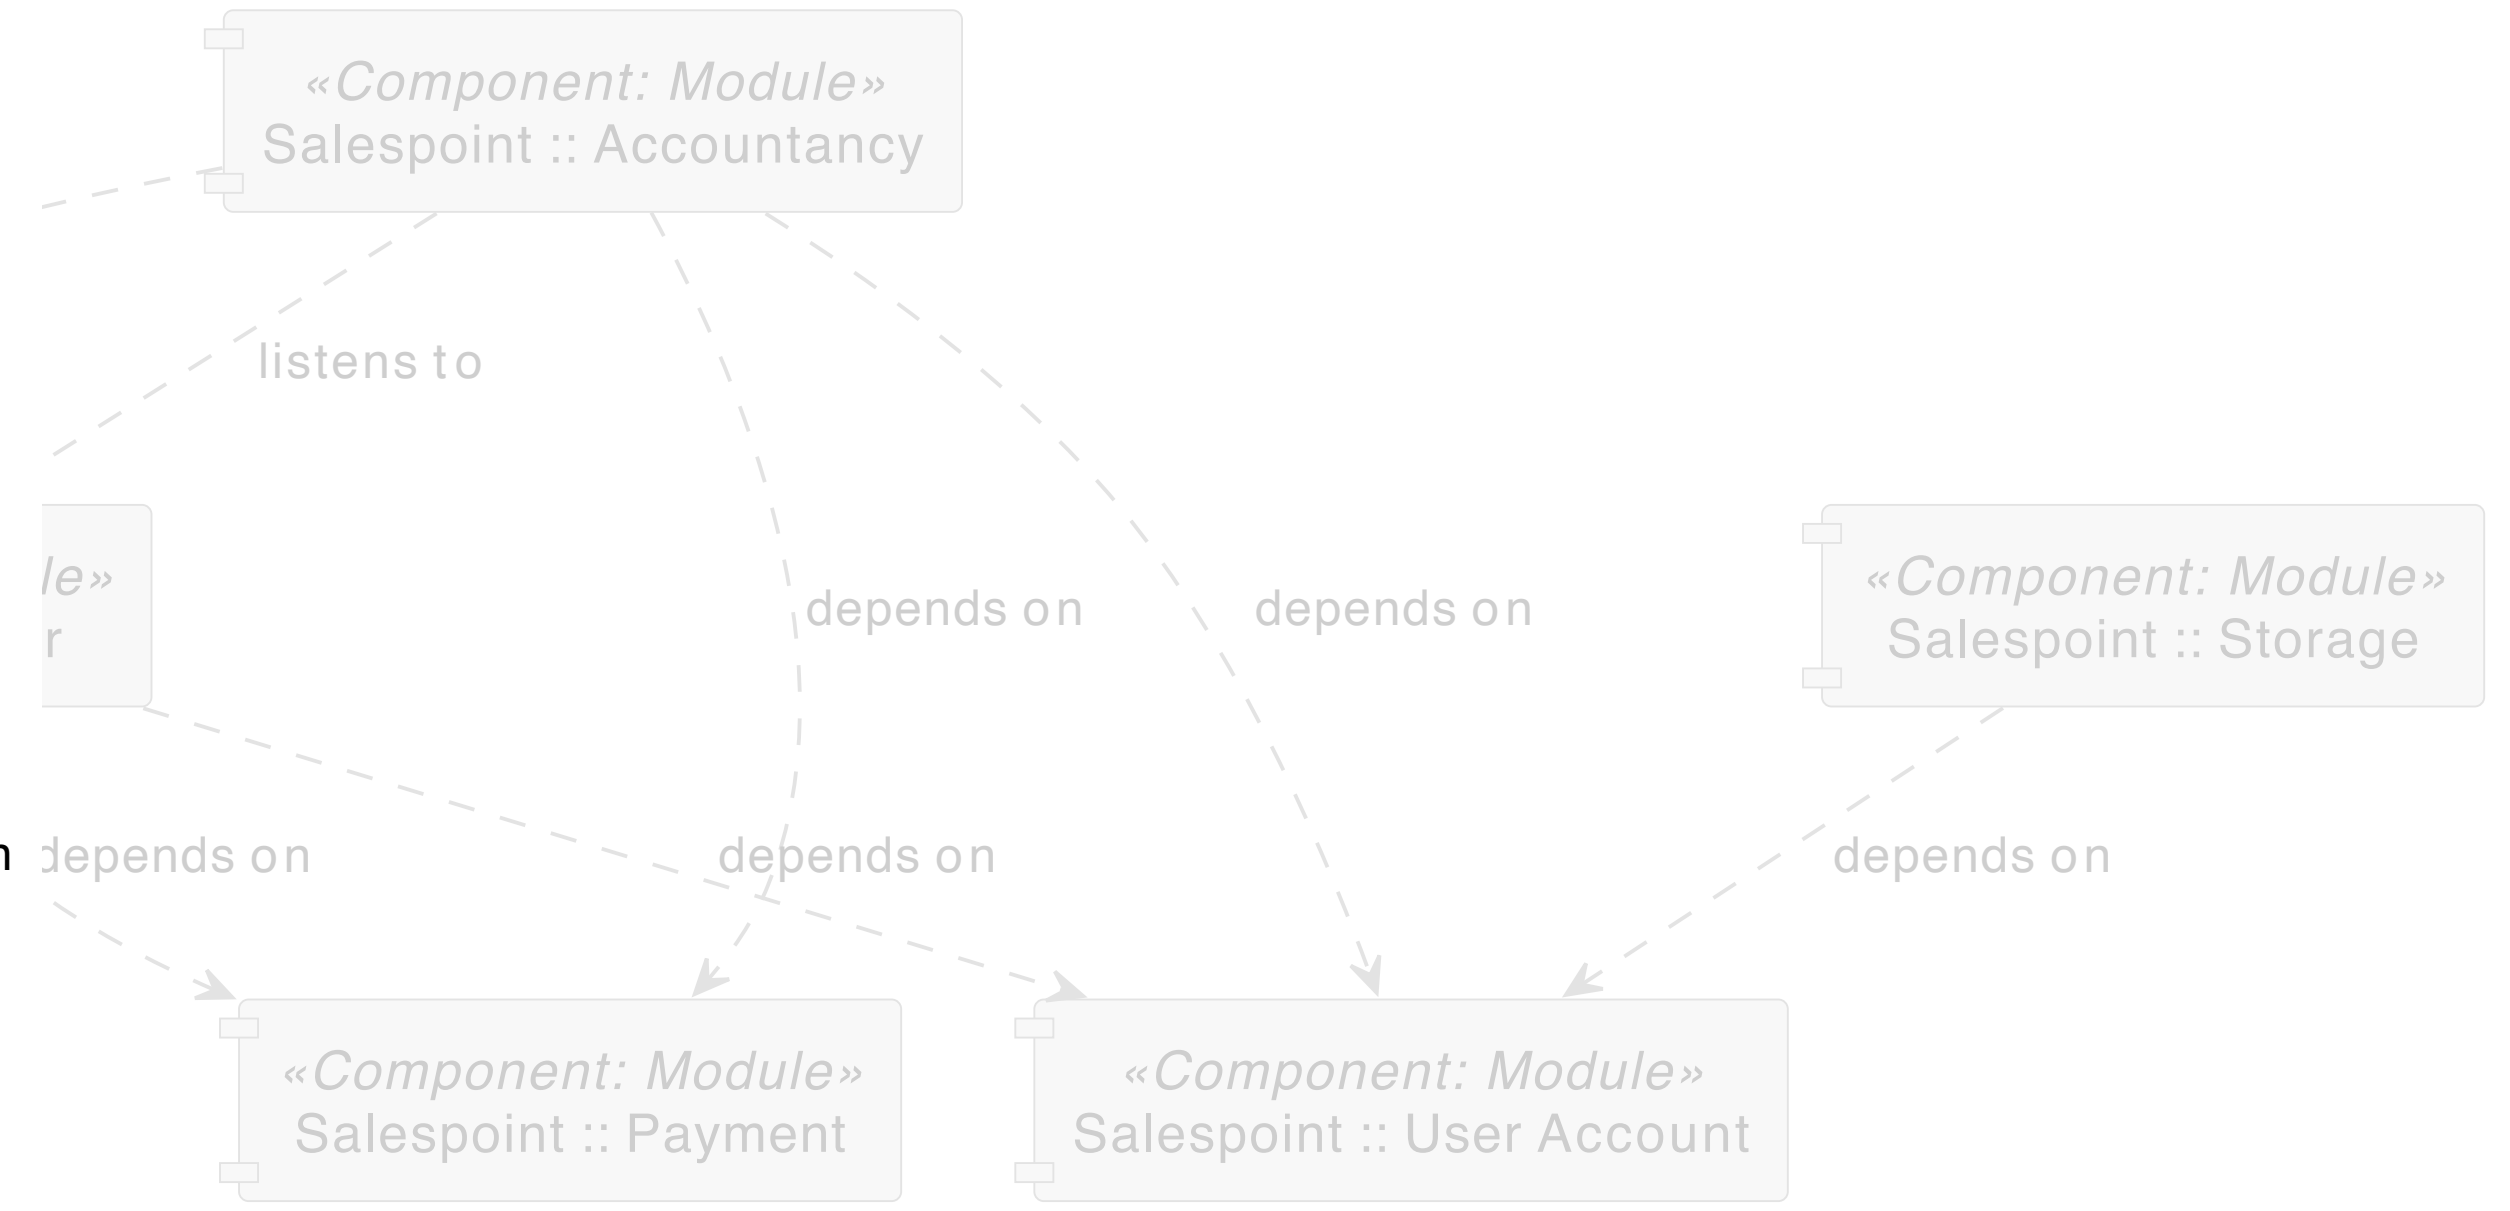 «Component: Module»
Salespoint :: Accountancy
listens to
le»
r
depends on
depends on
«Component: Module»
Salespoint :: Storage
n
depends on
depends on
depends on
«Component: Module»
Salespoint :: Payment
«Component: Module»
Salespoint :: User Account